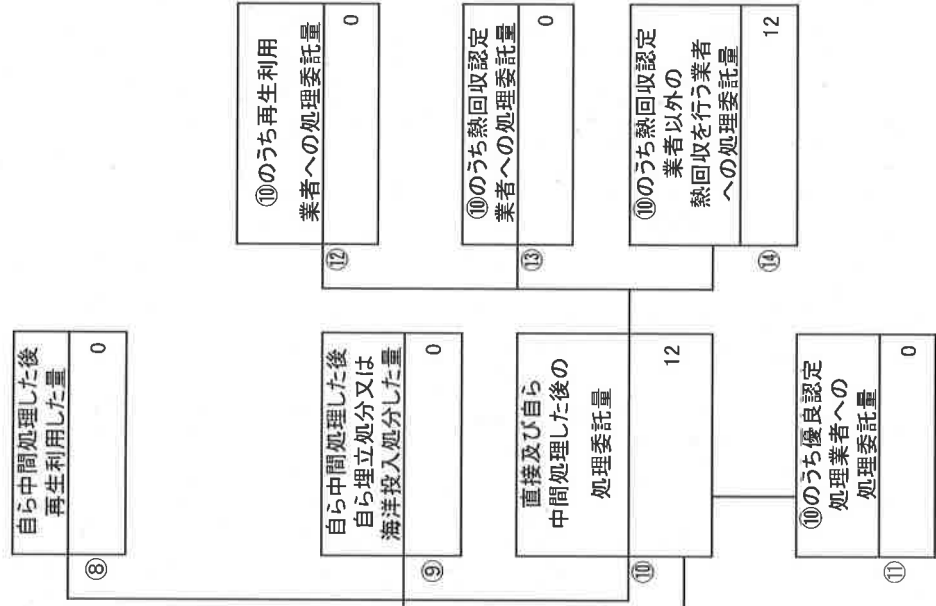 自ら中間処理した後
再生利用した量
⑧
0
自ら中間処理した後
自ら埋立処分又は
海洋投入処分した量
⑨
0
直接及び自ら
中間処理した後の
処理委託量
⑩
12
⑩のうち優良認定
処理業者への
処理委託量
⑪
0
⑩のうち再生利用
業者への処理委託量
⑫
0
⑩のうち熱回収認定
業者への処理委託量
⑬
0
⑩のうち熱回収認定
業者以外の
熱回収を行う業者
への処理委託量
⑭
12